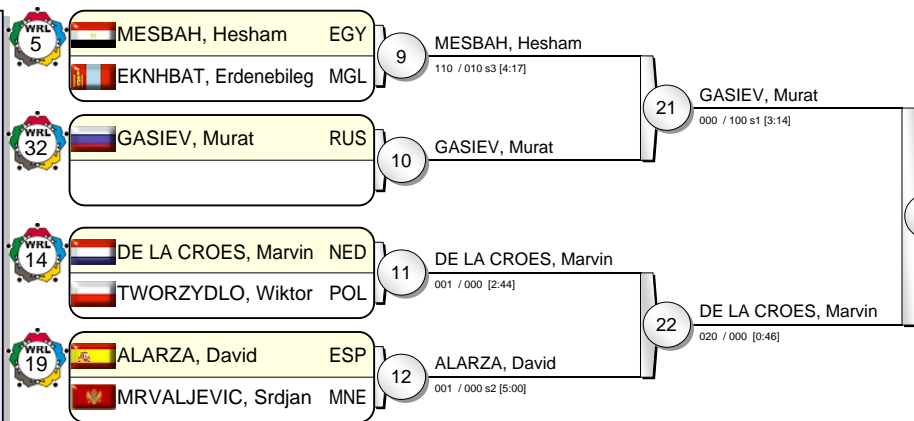 WRL
5
MESBAH, Hesham EGY
EKNHBAT, Erdenebileg MGL
9
MESBAH, Hesham
110 / 010 s3 [4:17]
WRL
32
GASIEV, Murat RUS
10
GASIEV, Murat
21
GASIEV, Murat
000 / 100 s1 [3:14]
WRL
14
DE LA CROES, Marvin NED
TWORZYDLO, Wiktor POL
11
DE LA CROES, Marvin
001 / 000 [2:44]
WRL
19
ALARZA, David ESP
MRVALJEVIC, Srdjan MNE
12
ALARZA, David
001 / 000 s2 [5:00]
22
DE LA CROES, Marvin
020 / 000 [0:46]